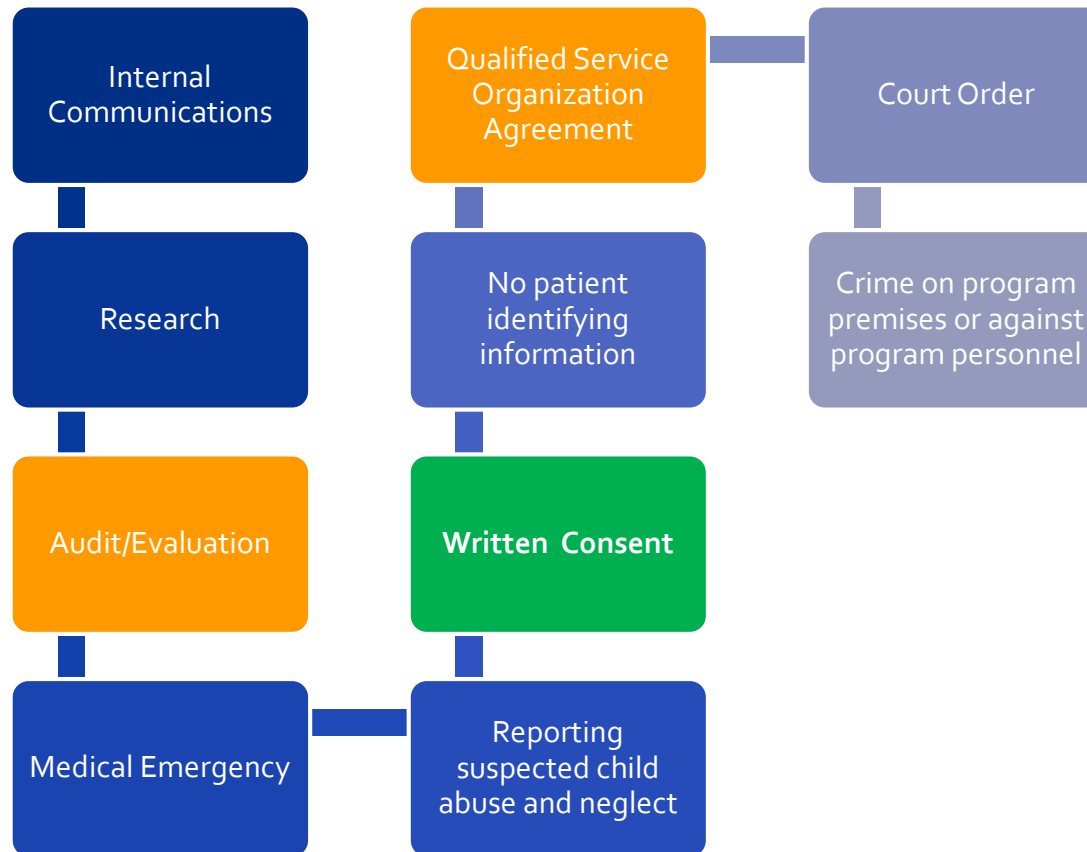 Internal
Communications
Research
Audit/Evaluation
Medical Emergency
Reporting
suspected child
abuse and neglect
Written Consent
No patient
identifying
information
Qualified Service
Organization
Agreement
Court Order
Crime on program
premises or against
program personnel